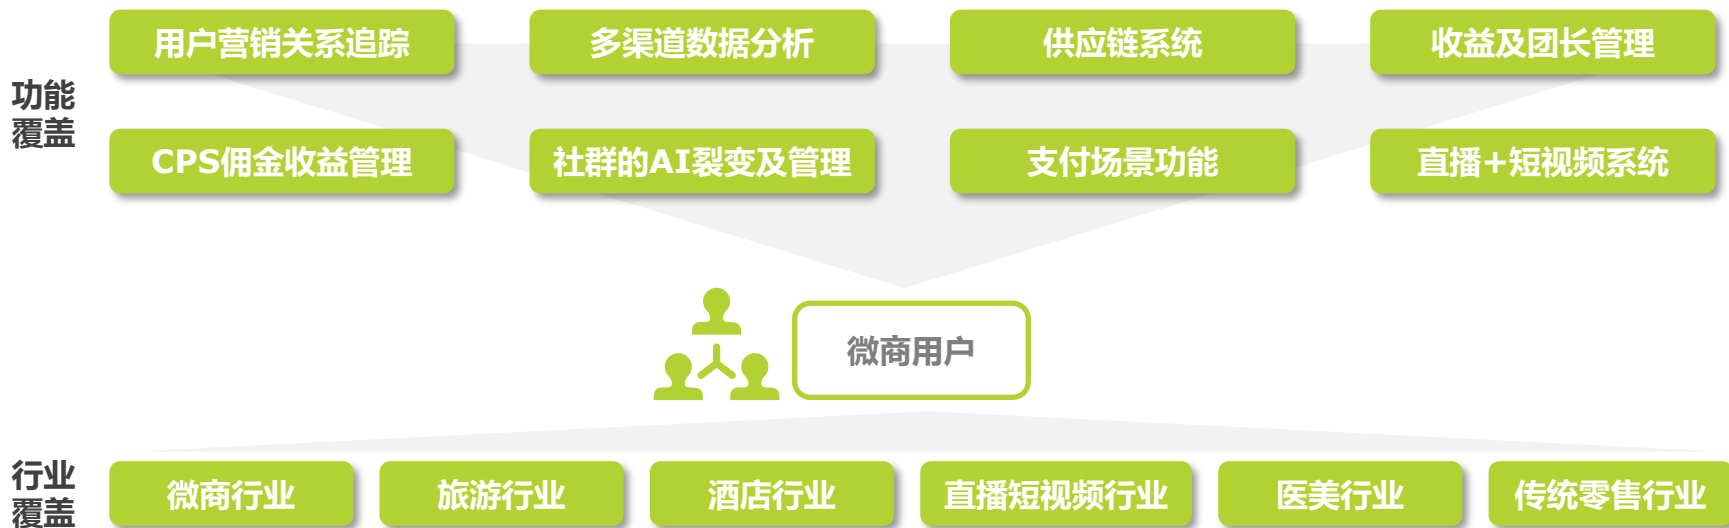 功能
覆盖
用户营销关系追踪
多渠道数据分析
供应链系统
收益及团长管理
CPS佣金收益管理
社群的AI裂变及管理
支付场景功能
直播+短视频系统
微商用户
行业
覆盖
微商行业
旅游行业
酒店行业
直播短视频行业
医美行业
传统零售行业